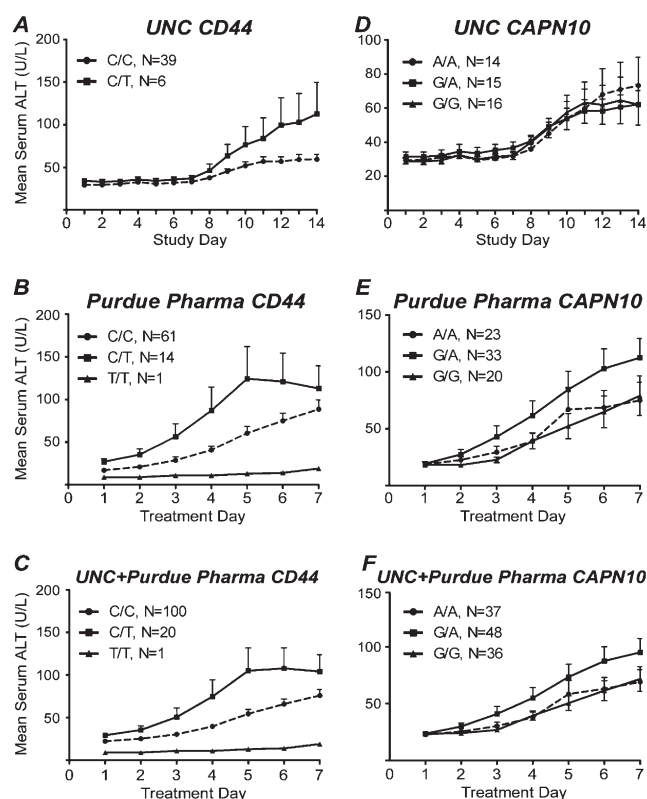 A
UNC CD44
Mean Serum ALT (U/L)
200
150
100
50
C/C, N=39
C/T, N=6
0 2 4 6 8 10 12 14
Study Day
D
UNC CAPN10
100
80
60
40
20
A/A, N=14
G/A, N=15
G/G, N=16
0 2 4 6 8 10 12 14
Study Day
B
Purdue Pharma CD44
Mean Serum ALT (U/L)
200
150
100
50
C/C, N=61
C/T, N=14
T/T, N=1
0 1 2 3 4 5 6 7
Treatment Day
E
Purdue Pharma CAPN10
150
100
50
A/A, N=23
G/A, N=33
G/G, N=20
0 1 2 3 4 5 6 7
Treatment Day
C
UNC+Purdue Pharma CD44
Mean Serum ALT (U/L)
200
150
100
50
C/C, N=100
C/T, N=20
T/T, N=1
0 1 2 3 4 5 6 7
Treatment Day
F
UNC+Purdue Pharma CAPN10
150
100
50
A/A, N=37
G/A, N=48
G/G, N=36
0 1 2 3 4 5 6 7
Treatment Day